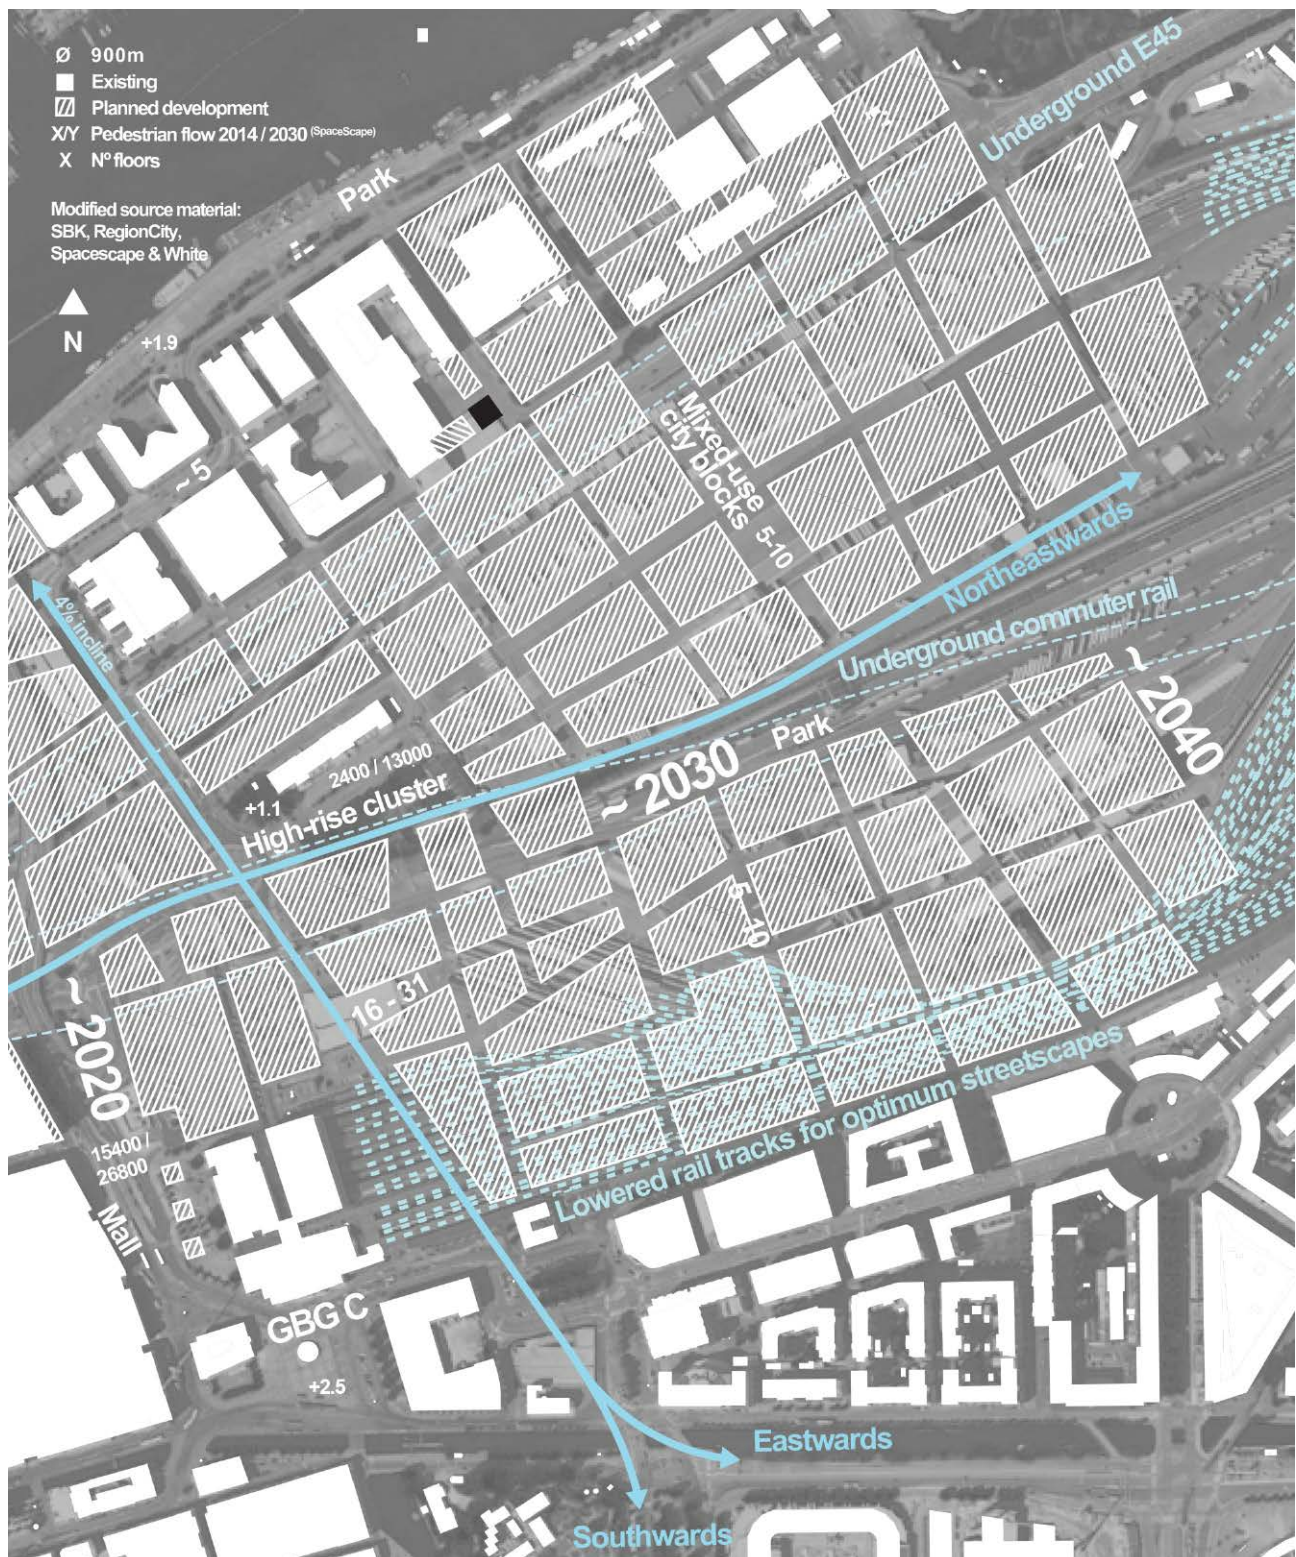 Ø 900m
Existing
Planned development
X/Y Pedestrian flow 2014 / 2030 (SpaceScape)
X Nº floors
Modified source material:
SBK, RegionCity,
Spacescape & White
N
+1.9
Park
Underground E45
~ 5
Mixed-use
city blocks
5-10
4% incline
Northeastwards
Underground commuter rail
~ 2040
Park
~ 2030
2400 / 13000
+1.1
High-rise cluster
5 - 10
16 - 31
~ 2020
Lowered rail tracks for optimum streetscapes
15400 /
26800
Mall
GBG C
+2.5
Eastwards
Southwards